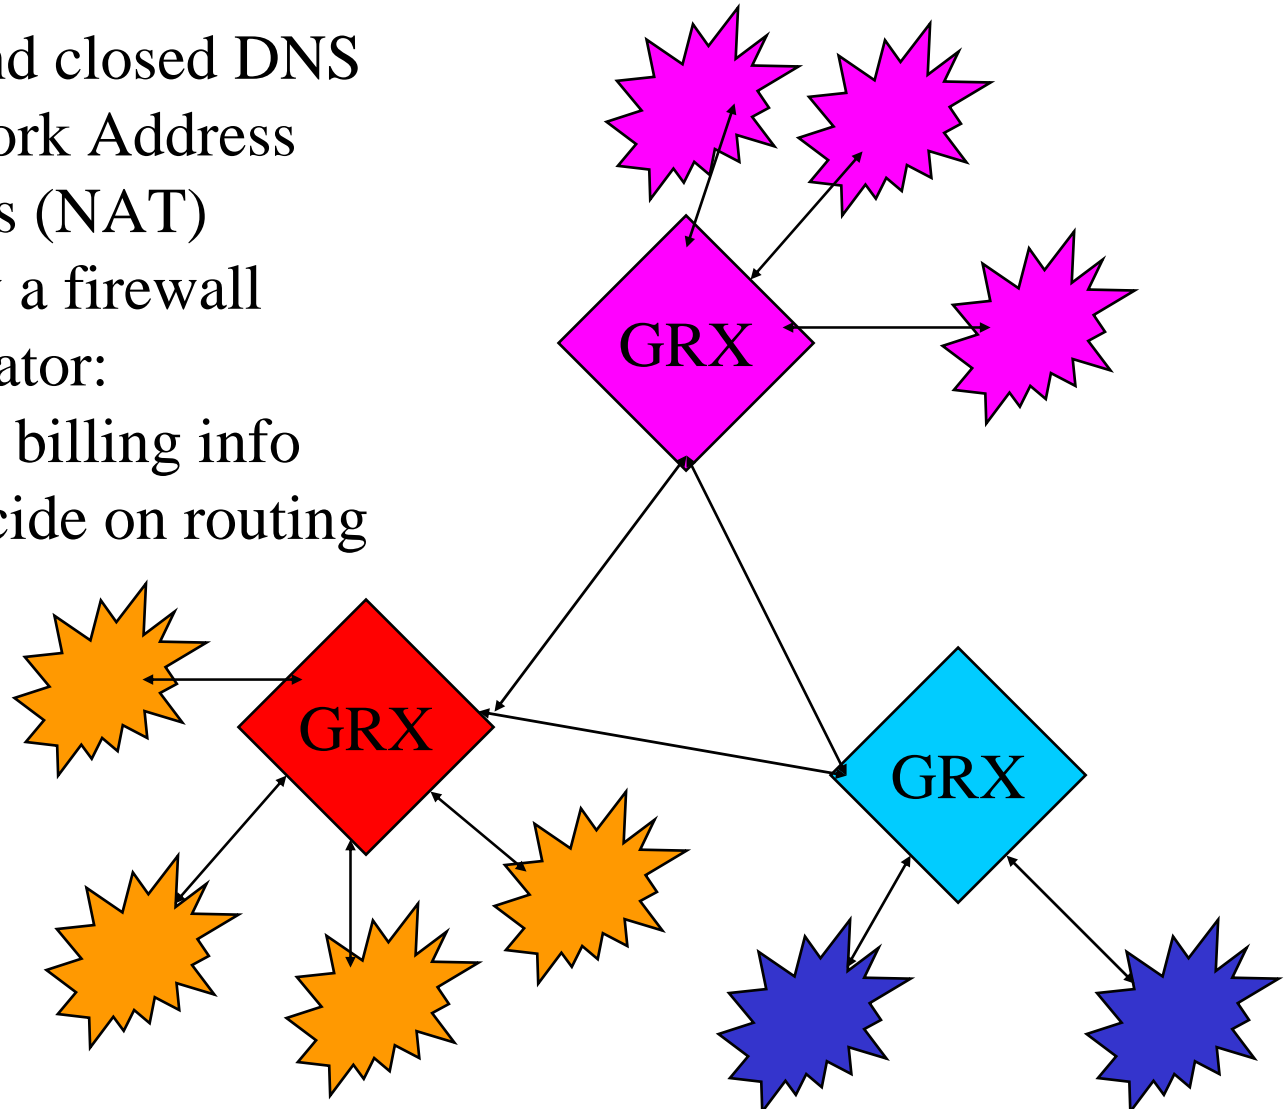 nd closed DNS
ork Address
s (NAT)
a firewall
ator:
billing info
cide on routing
GRX
GRX
GRX